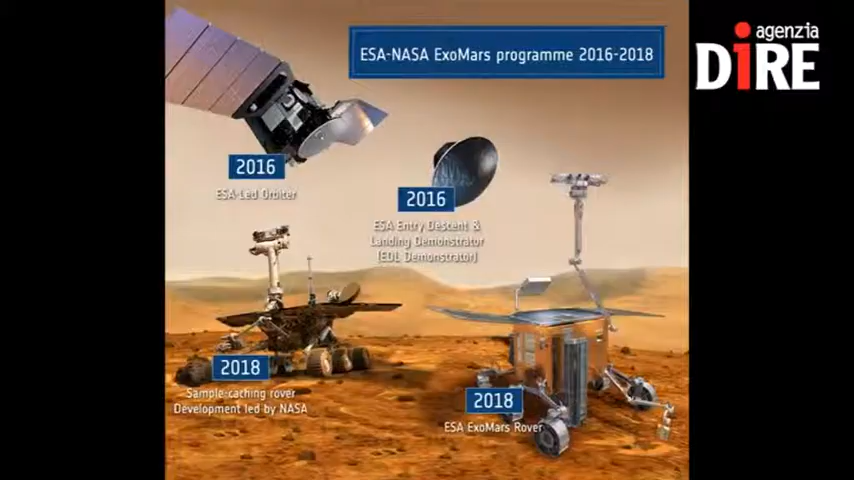 ESA-NASA ExoMars programme 2016-2018
agenzia
DiRE
2016
ESA-Led Orbiter
2016
ESA Entry Descent &
Landing Demonstrator
(EDL Demonstrator)
2018
Sample-caching rover
Development led by NASA
2018
ESA ExoMars Rover